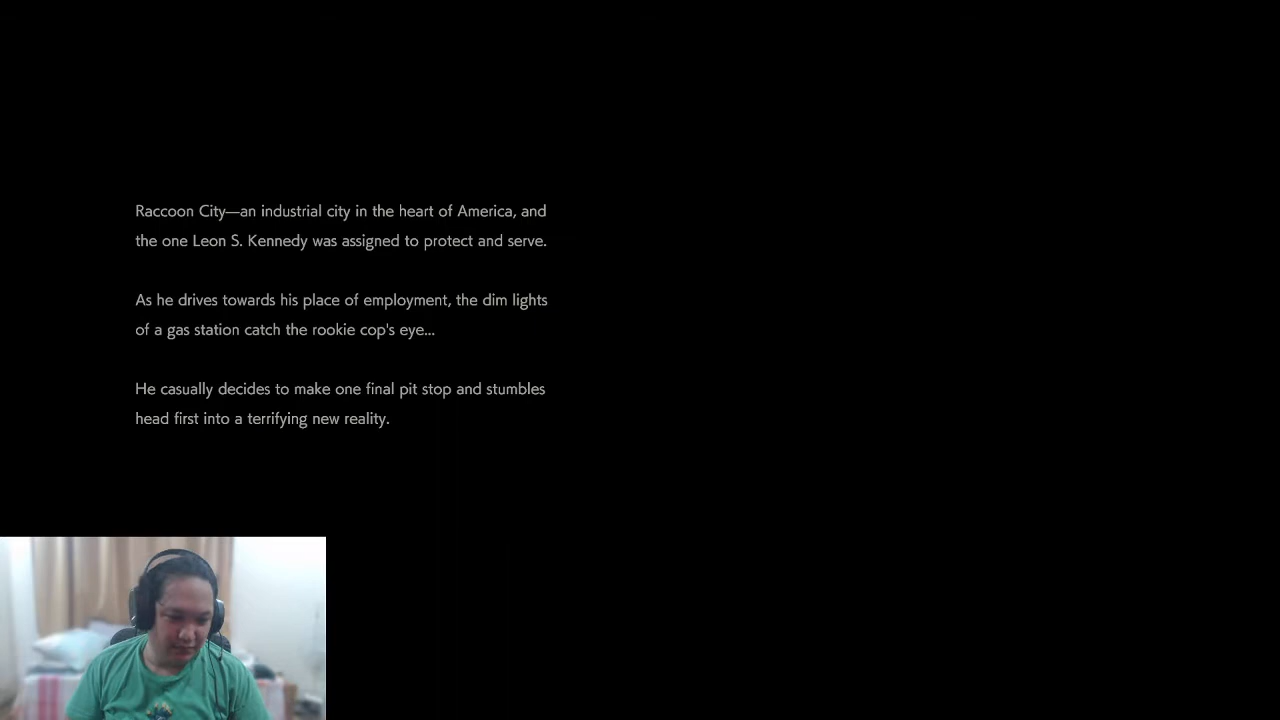 Raccoon City—an industrial city in the heart of America, and
the one Leon S. Kennedy was assigned to protect and serve.
As he drives towards his place of employment, the dim lights
of a gas station catch the rookie cop's eye...
He casually decides to make one final pit stop and stumbles
head first into a terrifying new reality.